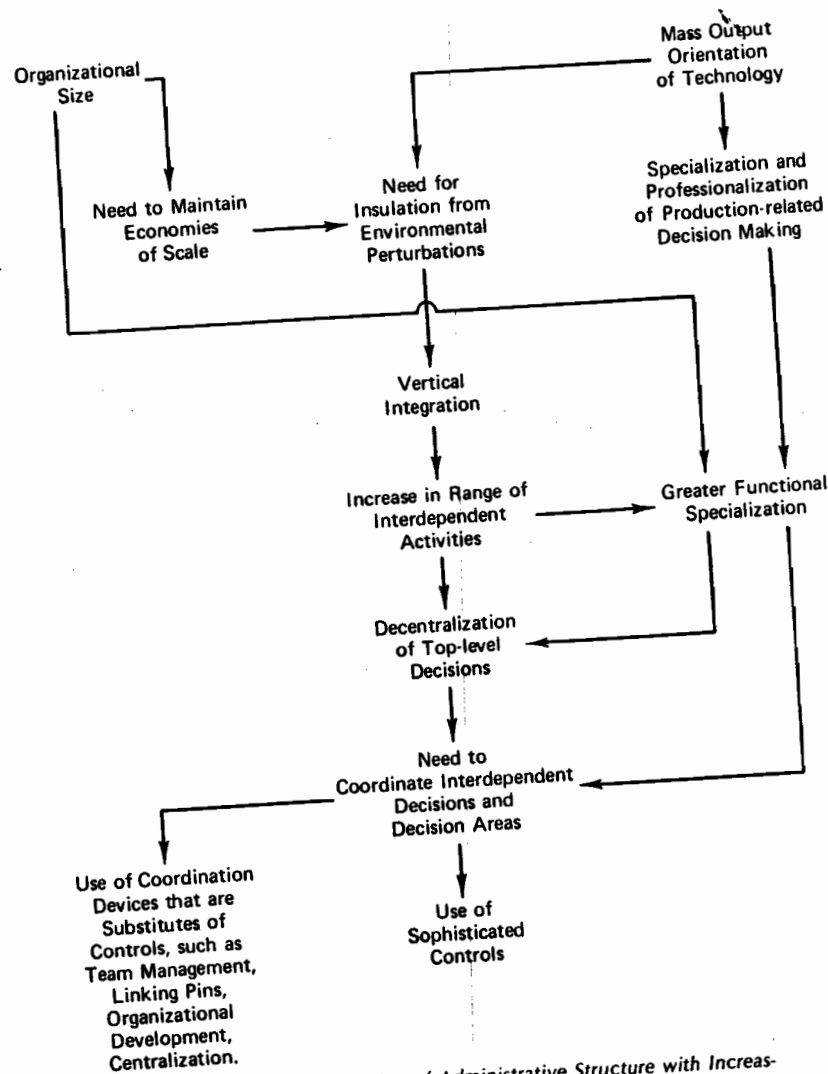 Organizational
Size
Mass Output
Orientation
of Technology
Need to Maintain
Economies
of Scale
Need for
Insulation from
Environmental
Perturbations
Specialization and
Professionalization
of Production-related
Decision Making
Vertical
Integration
Increase in Range of
Interdependent
Activities
Greater Functional
Specialization
Decentralization
of Top-level
Decisions
Need to
Coordinate Interdependent
Decisions and
Decision Areas
Use of Coordination
Devices that are
Substitutes of
Controls, such as
Team Management,
Linking Pins,
Organizational
Development,
Centralization.
Use of
Sophisticated
Controls
Administrative Structure with Increas-